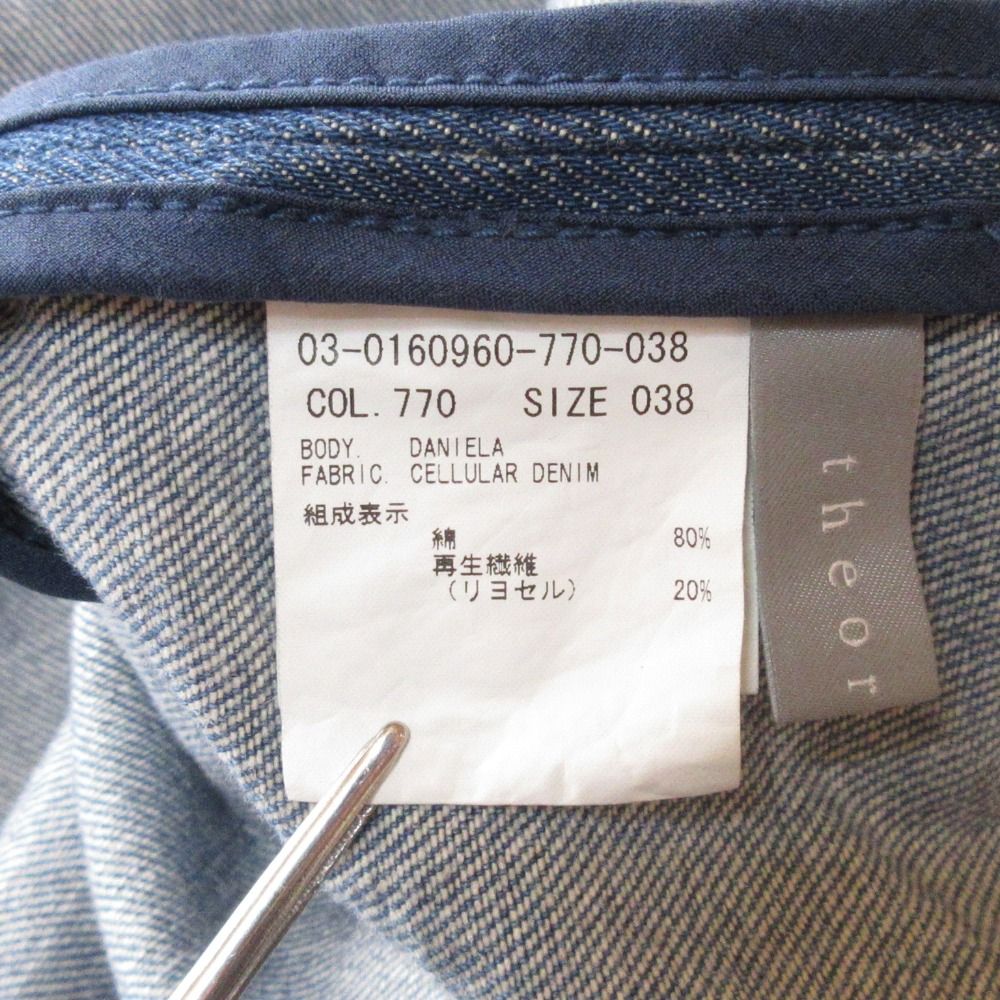 03-0160960-770-038
COL. 770 SIZE 038
BODY. DANIELA
FABRIC. CELLULAR DENIM
組成表示
綿 80%
再生繊維
(リヨセル) 20%
theor